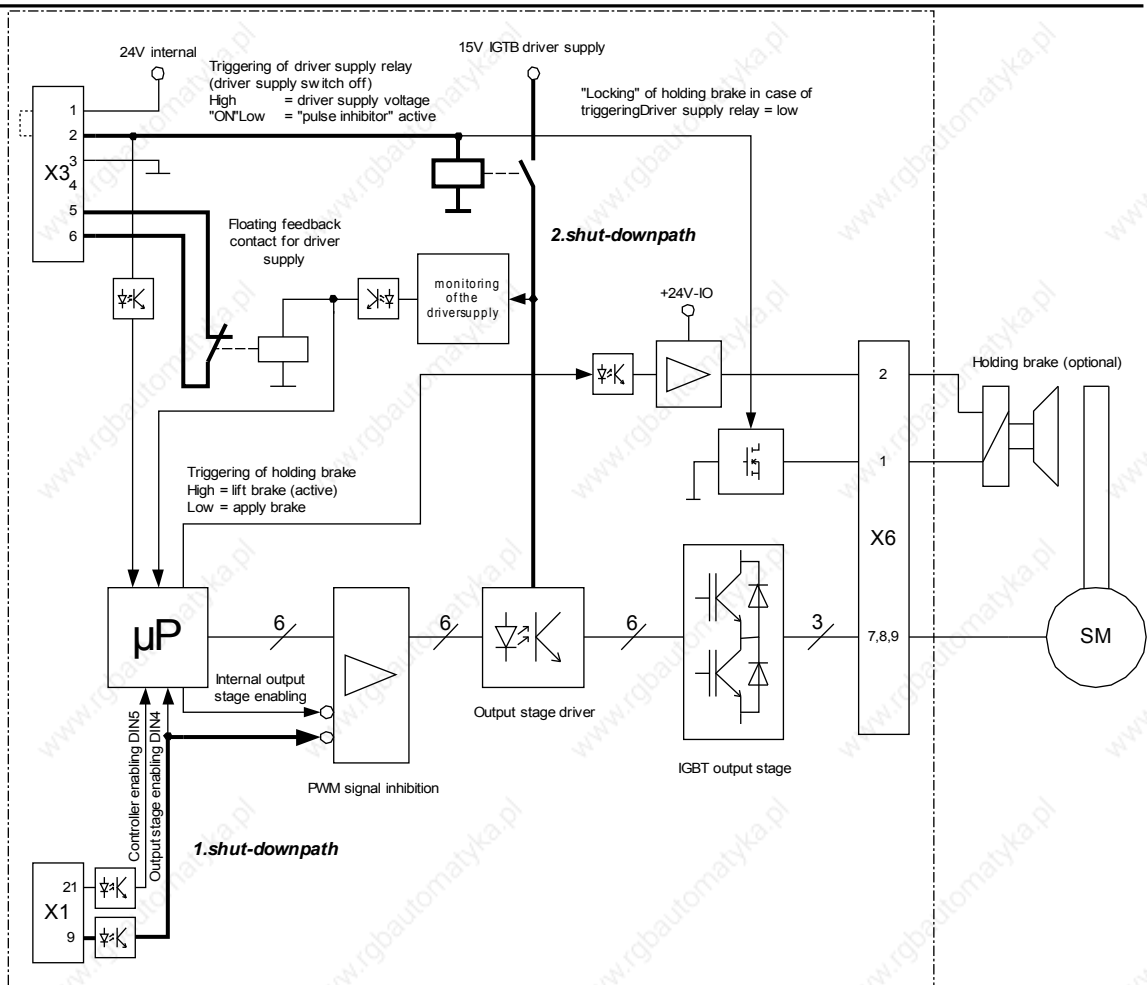 24V internal
Triggering of driver supply relay
(driver supply switch off)
High = driver supply voltage
"ON"Low = "pulse inhibitor" active
15V IGTB driver supply
"Locking" of holding brake in case of
triggeringDriver supply relay = low
X3
1
2
3
4
5
6
Floating feedback
contact for driver
supply
2.shut-downpath
monitoring
ofthe
driversupply
+24V-IO
Holding brake (optional)
2
1
X6
7,8,9
Triggering of holding brake
High = lift brake (active)
Low = apply brake
µP
6
6
6
3
SM
Internal output
stage enabling
Output stage driver
IGBT output stage
PWM signal inhibition
Controller enabling DIN5
Output stage enabling DIN4
1.shut-downpath
X1
21
9
www.rgbautomatyka.pl